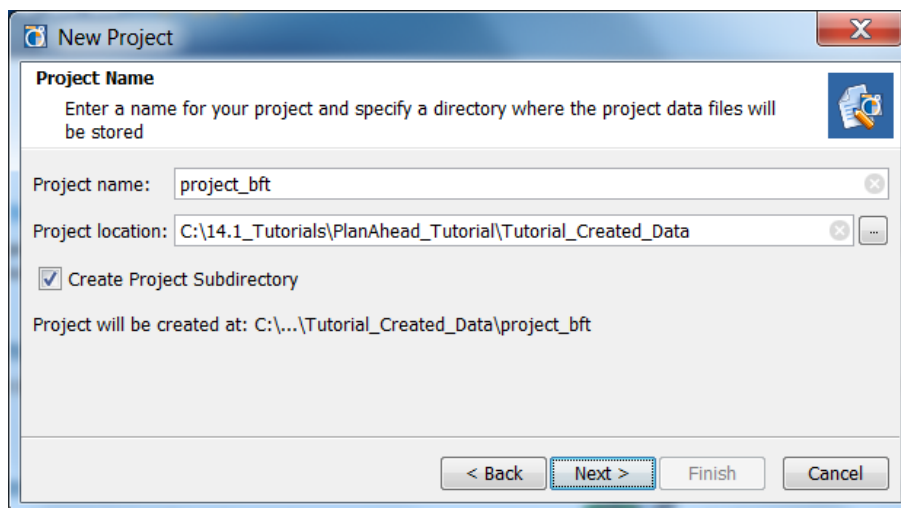 New Project
X
Project Name
Enter a name for your project and specify a directory where the project data files will
be stored
Project name: project_bft
Project location: C:\14.1_Tutorials\PlanAhead_Tutorial\Tutorial_Created_Data ...
Create Project Subdirectory
Project will be created at: C:\...\Tutorial_Created_Data\project_bft
< Back Next > Finish Cancel